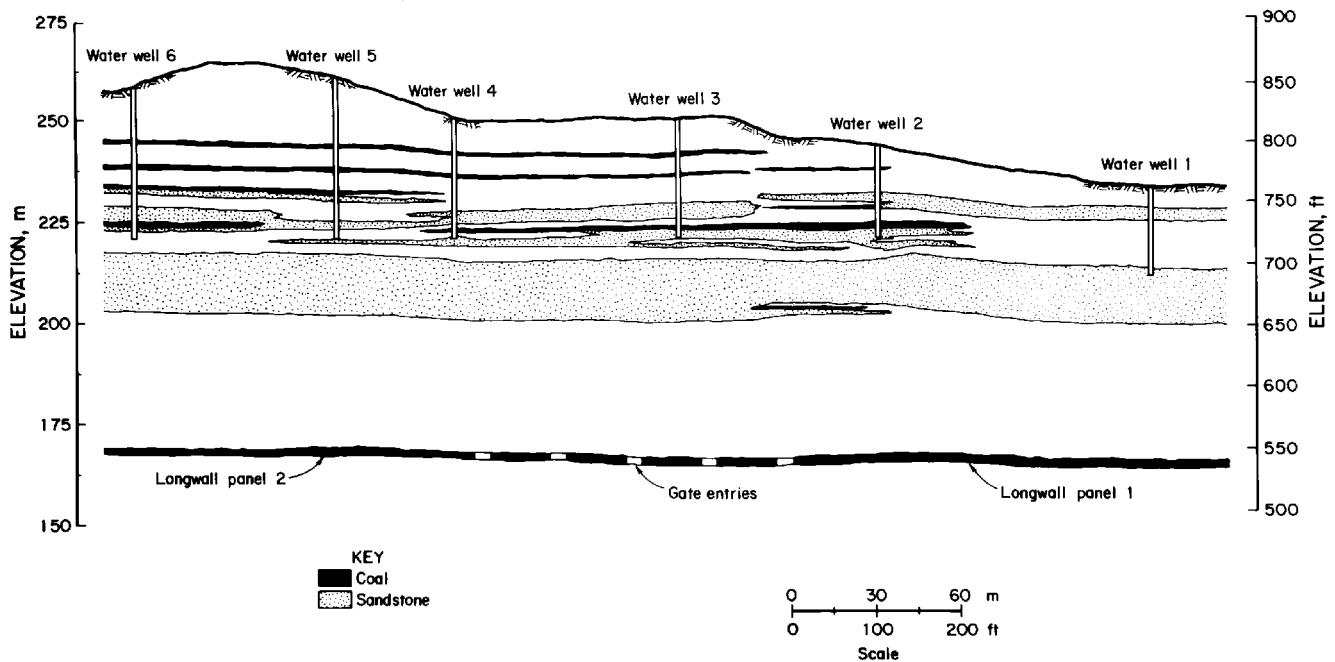 275
250
225
200
175
150
ELEVATION, m
Water well 6
Water well 5
Water well 4
Water well 3
Water well 2
Water well 1
900
850
800
750
700
650
600
550
500
ELEVATION, ft
Longwall panel 2
Gate entries
Longwall panel 1
KEY
Coal
Sandstone
0 30 60 m
0 100 200 ft
Scale